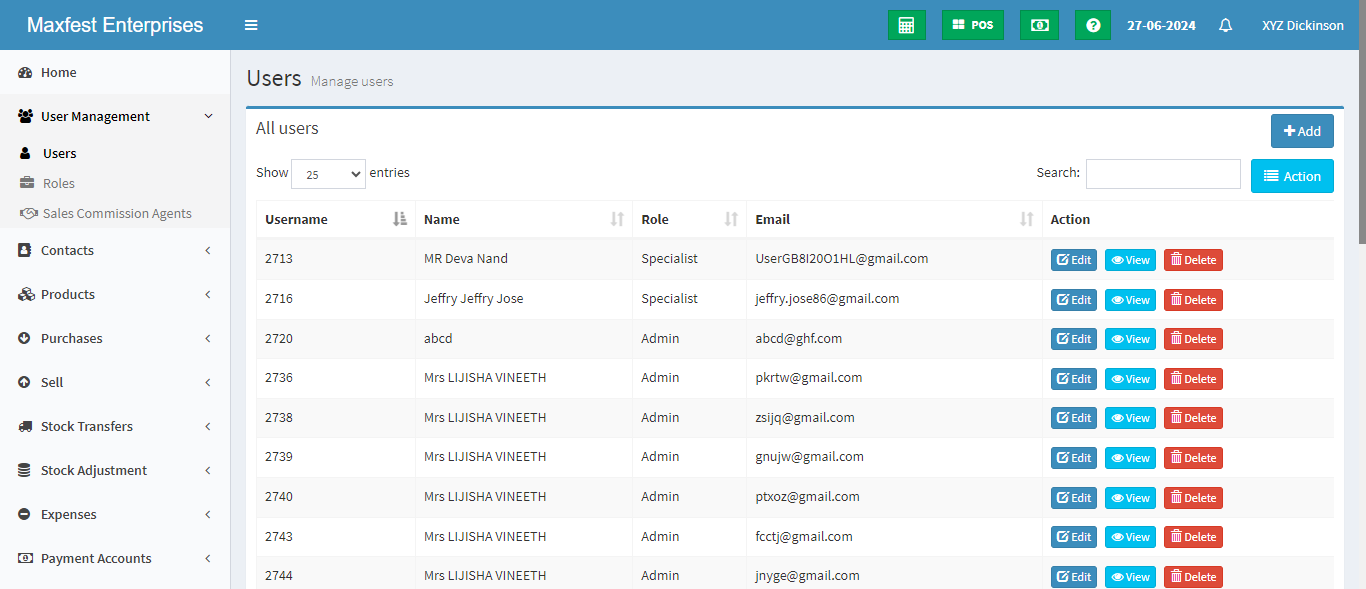 Maxfest Enterprises
POS
27-06-2024
XYZ Dickinson
Home
User Management
Users
Roles
Sales Commission Agents
Contacts
Products
Purchases
Sell
Stock Transfers
Stock Adjustment
Expenses
Payment Accounts
Users Manage users
All users
Add
Show 25 entries
Search:
Action
Username Name Role Email Action
2713 MR Deva Nand Specialist UserGB8I20O1HL@gmail.com Edit View Delete
2716 Jeffry Jeffry Jose Specialist jeffry.jose86@gmail.com Edit View Delete
2720 abcd Admin abcd@ghf.com Edit View Delete
2736 Mrs LIJISHA VINEETH Admin pkrtw@gmail.com Edit View Delete
2738 Mrs LIJISHA VINEETH Admin zsijq@gmail.com Edit View Delete
2739 Mrs LIJISHA VINEETH Admin gnujw@gmail.com Edit View Delete
2740 Mrs LIJISHA VINEETH Admin ptxoz@gmail.com Edit View Delete
2743 Mrs LIJISHA VINEETH Admin fcctj@gmail.com Edit View Delete
2744 Mrs LIJISHA VINEETH Admin jnyge@gmail.com Edit View Delete